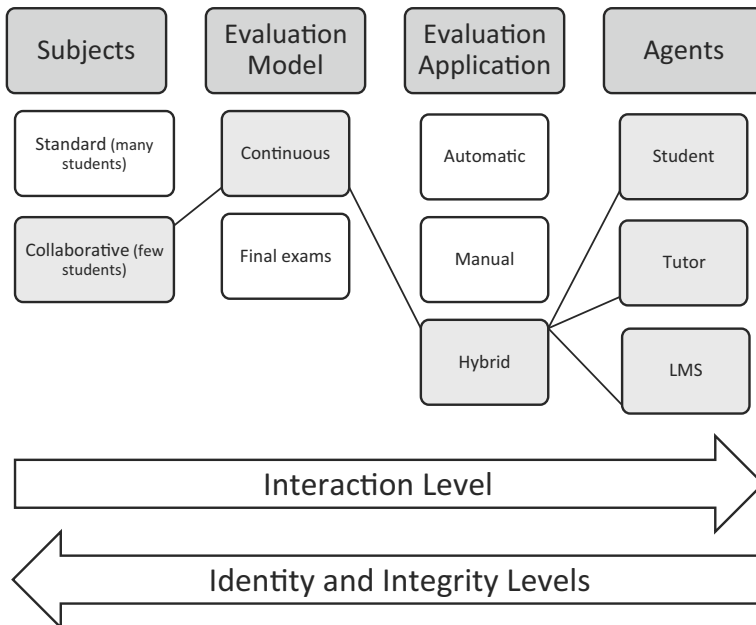 Subjects
Evaluation
Model
Evaluation
Application
Agents
Standard (many
students)
Continuous
Automatic
Student
Collaborative (few
students)
Final exams
Manual
Tutor
Hybrid
LMS
Interaction Level
Identity and Integrity Levels